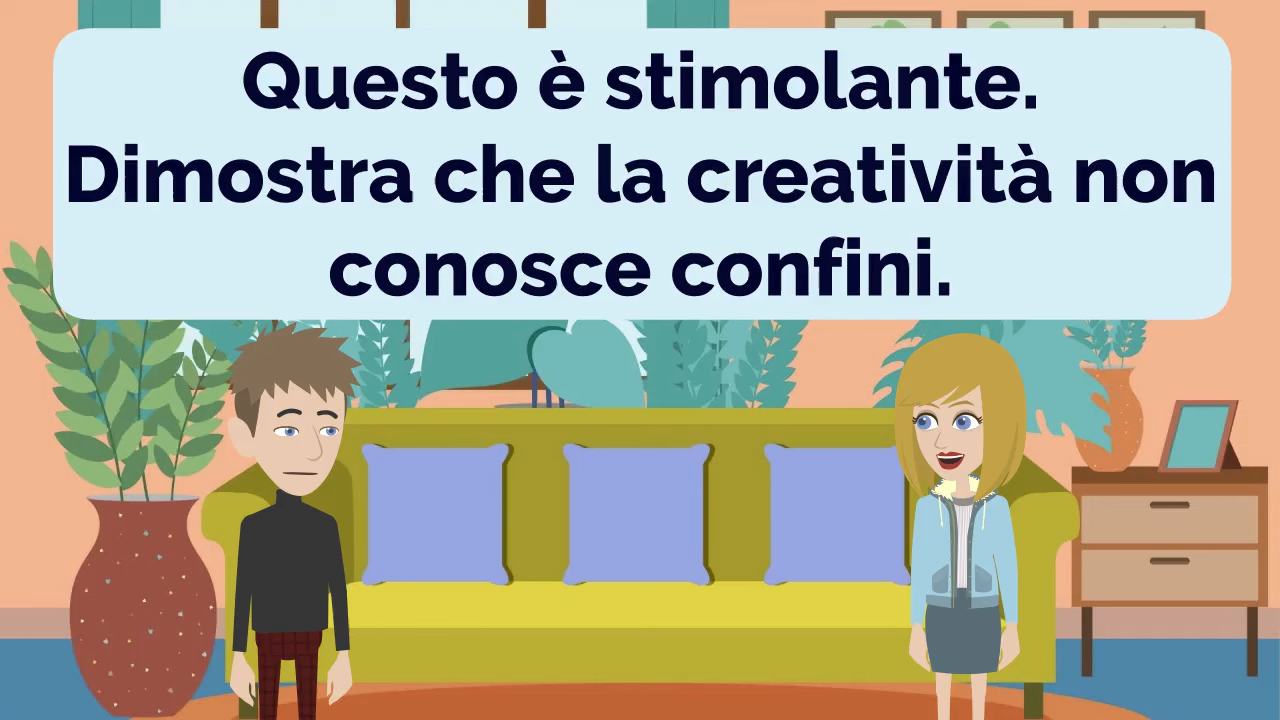 Questo è stimolante.
Dimostra che la creatività non
conosce confini.